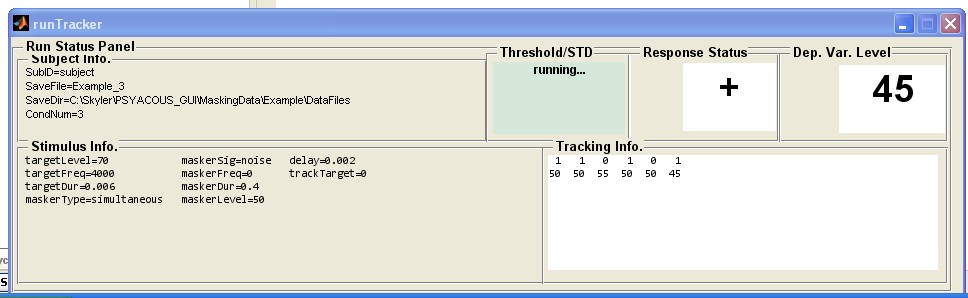 runTracker
Run Status Panel
Subject Info.
SubID=subject
SaveFile=Example_3
SaveDir=C:\Skyler\PSYACOUS_GUI\MaskingData\Example\DataFiles
CondNum=3
Threshold/STD
running...
Response Status
+
Dep. Var. Level
45
Stimulus Info.
targetLevel=70 maskerSig=noise delay=0.002
targetFreq=4000 maskerFreq=0 trackTarget=0
targetDur=0.006 maskerDur=0.4
maskerType=simultaneous maskerLevel=50
Tracking Info.
1 1 0 1 0 1
50 50 55 50 50 45